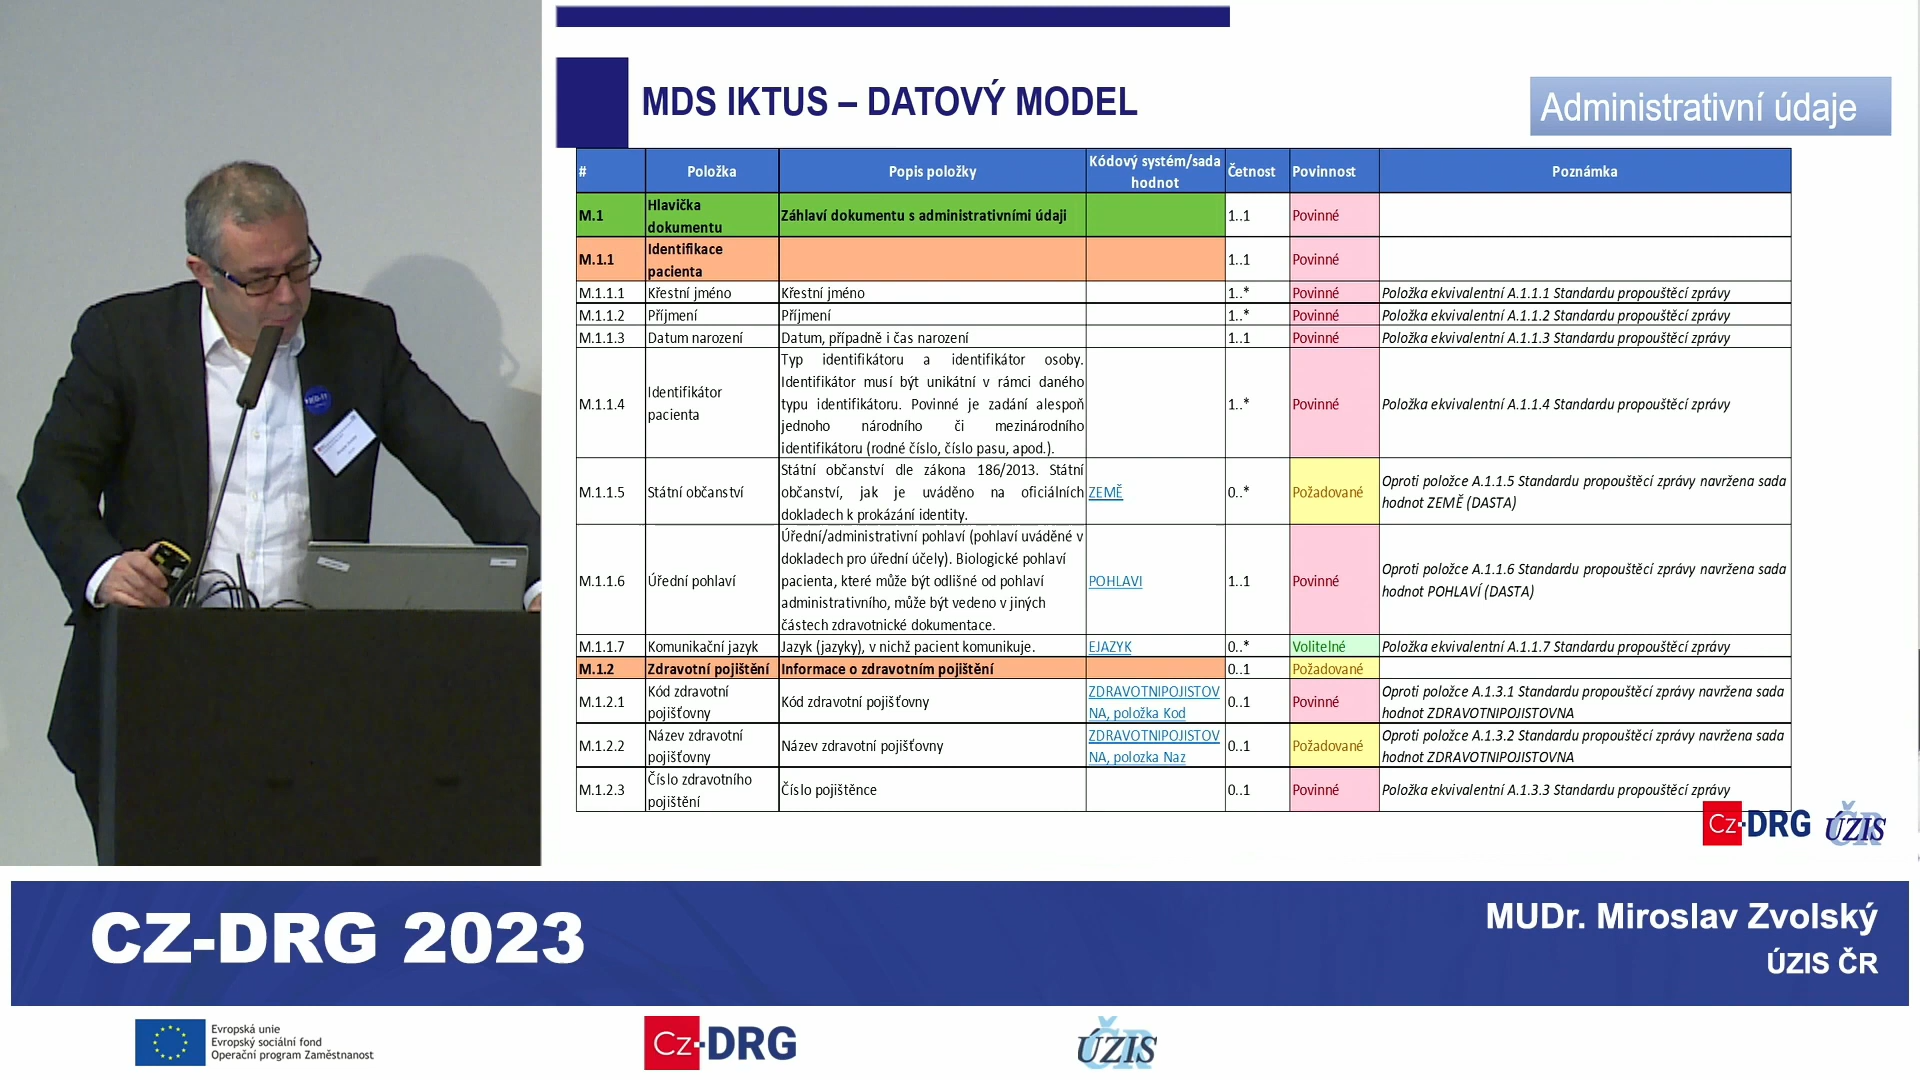 MDS IKTUS – DATOVÝ MODEL
Administrativní údaje
# Položka Popis položky Kódový systém/sada hodnot Četnost Povinnost Poznámka
M.1 Hlavička dokumentu Záhlaví dokumentu s administrativními údaji 1..1 Povinné
M.1.1 Identifikace pacienta 1..1 Povinné
M.1.1.1 Křestní jméno Křestní jméno 1..* Povinné Položka ekvivalentní A.1.1.1 Standardu propouštěcí zprávy
M.1.1.2 Příjmení Příjmení 1..* Povinné Položka ekvivalentní A.1.1.2 Standardu propouštěcí zprávy
M.1.1.3 Datum narození Datum, případně i čas narození 1..1 Povinné Položka ekvivalentní A.1.1.3 Standardu propouštěcí zprávy
M.1.1.4 Identifikátor pacienta Typ identifikátoru a identifikátor osoby. Identifikátor musí být unikátní v rámci daného typu identifikátoru. Povinné je zadání alespoň jednoho národního či mezinárodního identifikátoru (rodné číslo, číslo pasu, apod.). 1..* Povinné Položka ekvivalentní A.1.1.4 Standardu propouštěcí zprávy
M.1.1.5 Státní občanství Státní občanství dle zákona 186/2013. Státní občanství, jak je uváděno na oficiálních dokladech k prokázání identity. ZEMĚ 0..* Požadované Oproti položce A.1.1.5 Standardu propouštěcí zprávy navržena sada hodnot ZEMĚ (DASTA)
M.1.1.6 Úřední pohlaví Úřední/administrativní pohlaví (pohlaví uváděné v dokladech pro úřední účely). Biologické pohlaví pacienta, které může být odlišné od pohlaví administrativního, může být vedeno v jiných částech zdravotnické dokumentace. POHLAVI 1..1 Povinné Oproti položce A.1.1.6 Standardu propouštěcí zprávy navržena sada hodnot POHLAVÍ (DASTA)
M.1.1.7 Komunikační jazyk Jazyk (jazyky), v nichž pacient komunikuje. EJAZYK 0..* Volitelné Položka ekvivalentní A.1.1.7 Standardu propouštěcí zprávy
M.1.2 Zdravotní pojištění Informace o zdravotním pojištění 0..1 Požadované
M.1.2.1 Kód zdravotní pojišťovny Kód zdravotní pojišťovny ZDRAVOTNIPOJISTOVNA, položka Kod 0..1 Povinné Oproti položce A.1.3.1 Standardu propouštěcí zprávy navržena sada hodnot ZDRAVOTNIPOJISTOVNA
M.1.2.2 Název zdravotní pojišťovny Název zdravotní pojišťovny ZDRAVOTNIPOJISTOVNA, polozka Naz 0..1 Požadované Oproti položce A.1.3.2 Standardu propouštěcí zprávy navržena sada hodnot ZDRAVOTNIPOJISTOVNA
M.1.2.3 Číslo zdravotního pojištění Číslo pojištěnce 0..1 Povinné Položka ekvivalentní A.1.3.3 Standardu propouštěcí zprávy
Cz-DRG ÚZIS ČR
CZ-DRG 2023
MUDr. Miroslav Zvolský
ÚZIS ČR
Evropská unie
Evropský sociální fond
Operační program Zaměstnanost
Cz-DRG
ÚZIS ČR